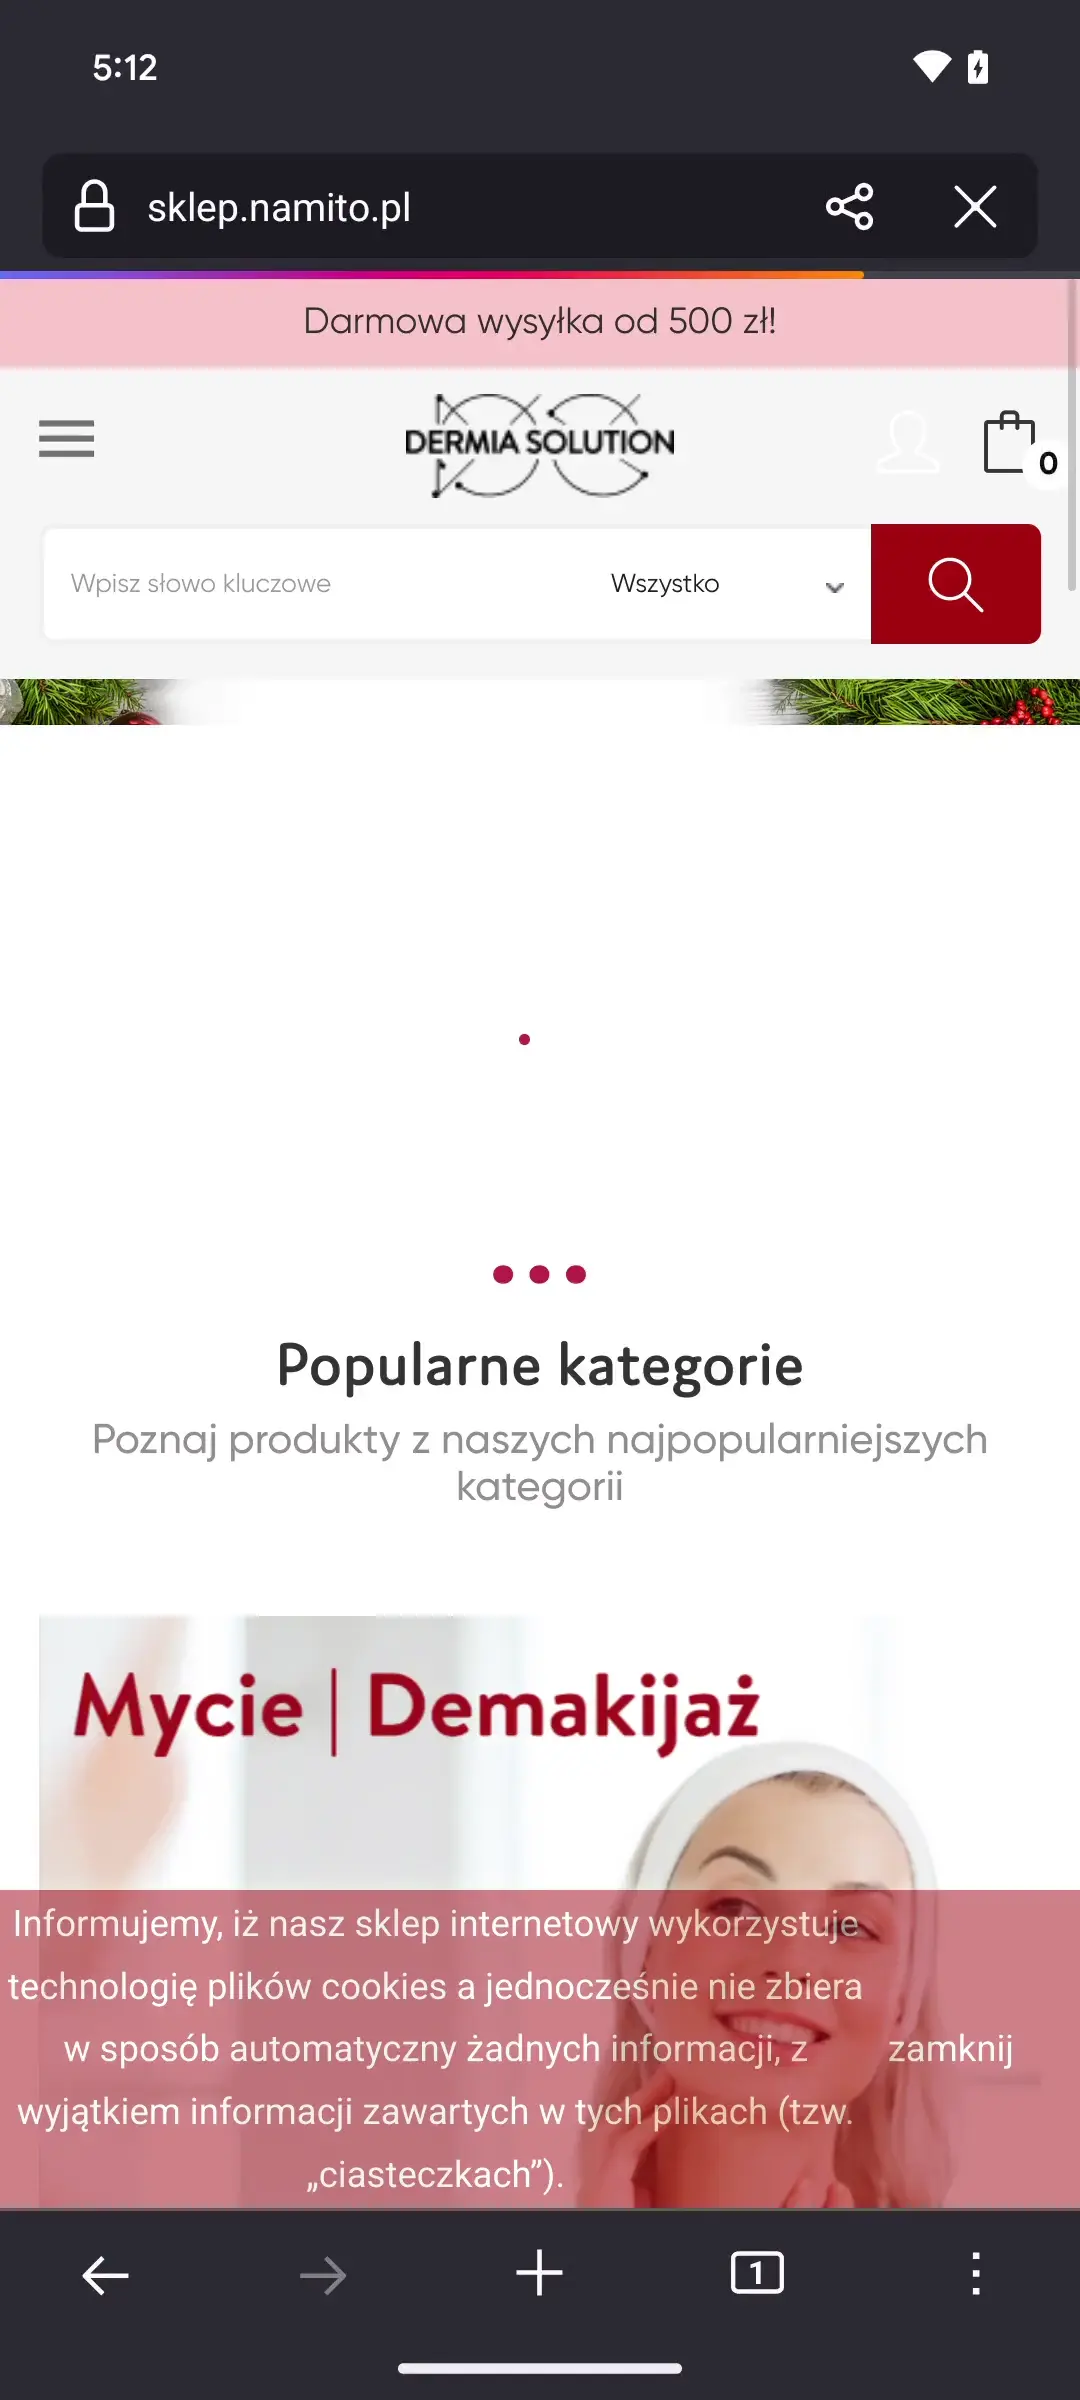 5:12
sklep.namito.pl
Darmowa wysyłka od 500 zł!
DERMIA SOLUTION
0
Wpisz słowo kluczowe
Wszystko
Popularne kategorie
Poznaj produkty z naszych najpopularniejszych
kategorii
Mycie | Demakijaż
Informujemy, iż nasz sklep internetowy wykorzystuje
technologię plików cookies a jednocześnie nie zbiera
w sposób automatyczny żadnych informacji, z
wyjątkiem informacji zawartych w tych plikach (tzw.
„ciasteczkach”).
zamknij
1